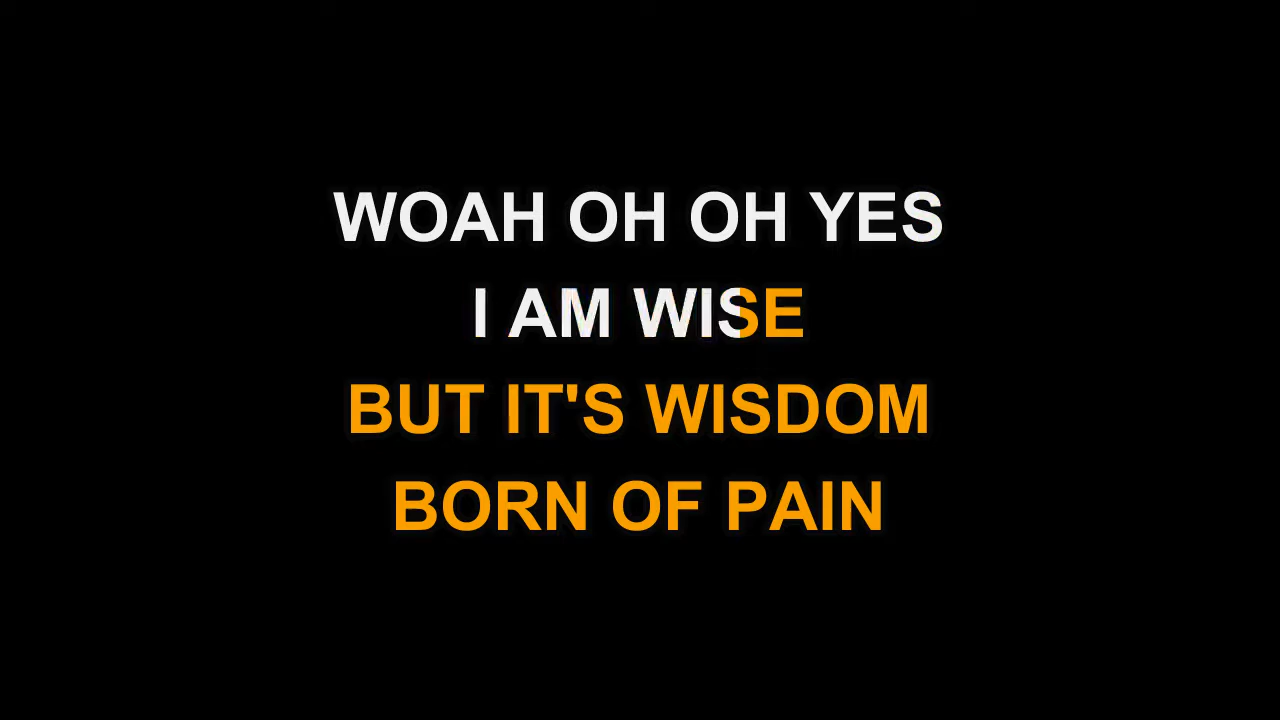 WOAH OH OH YES
I AM WISE
BUT IT'S WISDOM
BORN OF PAIN